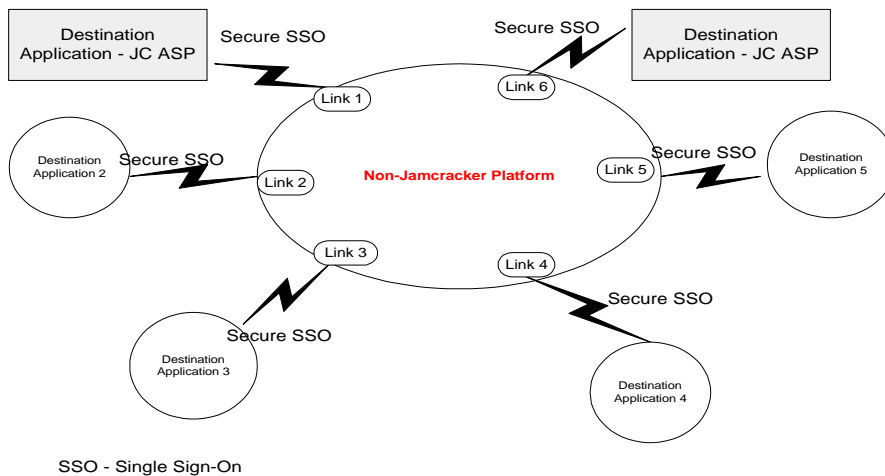 Destination
Application - JC ASP
Secure SSO
Secure SSO
Destination
Application - JC ASP
Link 1
Link 6
Destination
Application 2
Secure SSO
Link 2
Non-Jamcracker Platform
Link 5
Secure SSO
Destination
Application 5
Link 3
Link 4
Secure SSO
Secure SSO
Destination
Application 3
Destination
Application 4
SSO - Single Sign-On